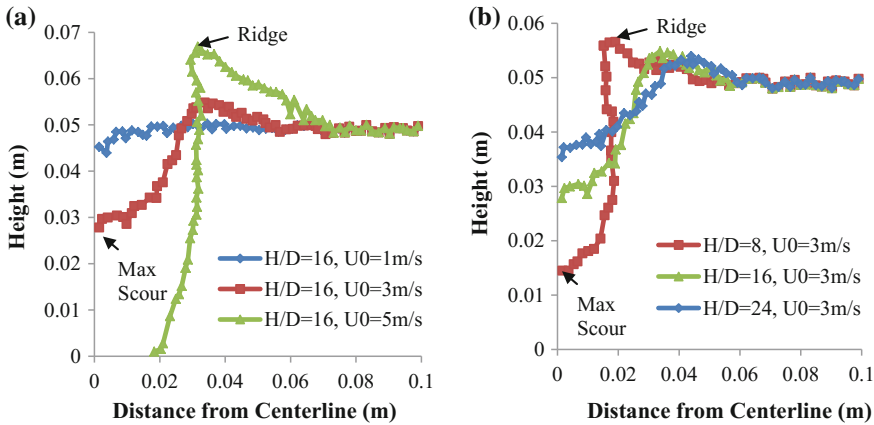 (a)
0.07
0.06
0.05
0.04
0.03
0.02
0.01
0
Height (m)
Ridge
Max
Scour
H/D=16, U0=1m/s
H/D=16, U0=3m/s
H/D=16, U0=5m/s
0 0.02 0.04 0.06 0.08 0.1
Distance from Centerline (m)
(b)
0.06
0.05
0.04
0.03
0.02
0.01
0
Height (m)
Ridge
Max
Scour
H/D=8, U0=3m/s
H/D=16, U0=3m/s
H/D=24, U0=3m/s
0 0.02 0.04 0.06 0.08 0.1
Distance from Centerline (m)